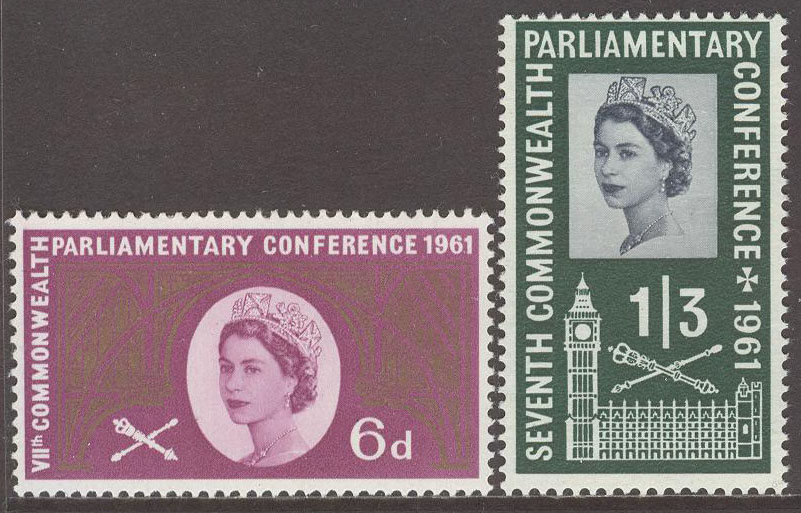 VIIth COMMONWEALTH
PARLIAMENTARY CONFERENCE 1961
6d
SEVENTH COMMONWEALTH
PARLIAMENTARY
CONFERENCE ✠ 1961
1/3